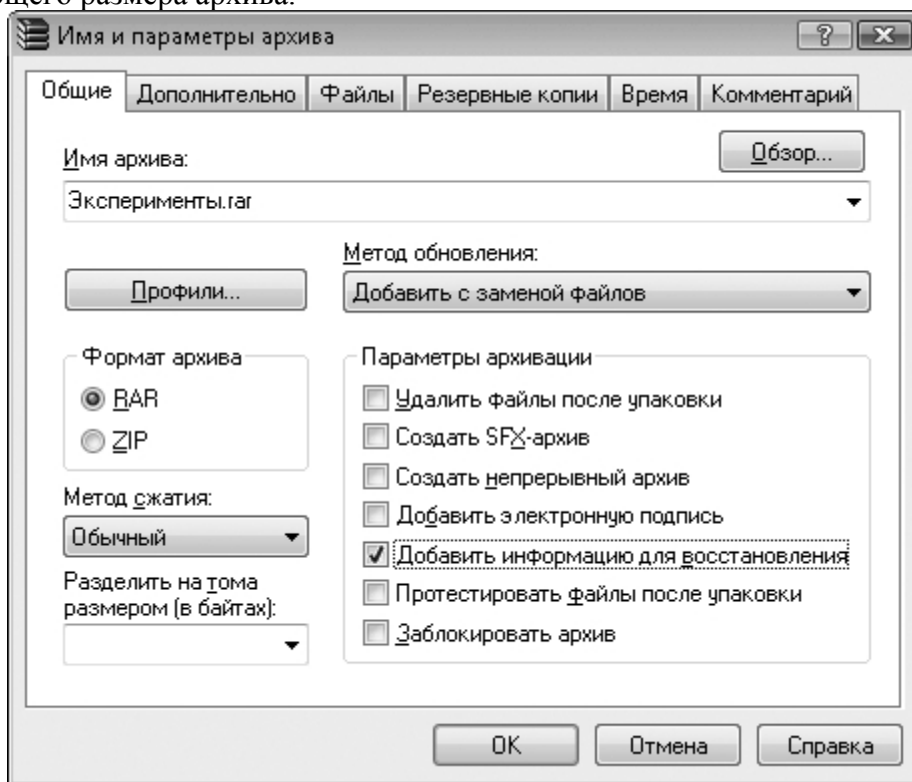 щего размера архива.
Имя и параметры архива
Общие Дополнительно Файлы Резервные копии Время Комментарий
Имя архива:
Обзор...
Эксперименты.rar
Профили...
Метод обновления:
Добавить с заменой файлов
Формат архива
RAR
ZIP
Метод сжатия:
Обычный
Разделить на тома
размером (в байтах):
Параметры архивации
Удалить файлы после упаковки
Создать SFX-архив
Создать непрерывный архив
Добавить электронную подпись
Добавить информацию для восстановления
Протестировать файлы после упаковки
Заблокировать архив
OK Отмена Справка